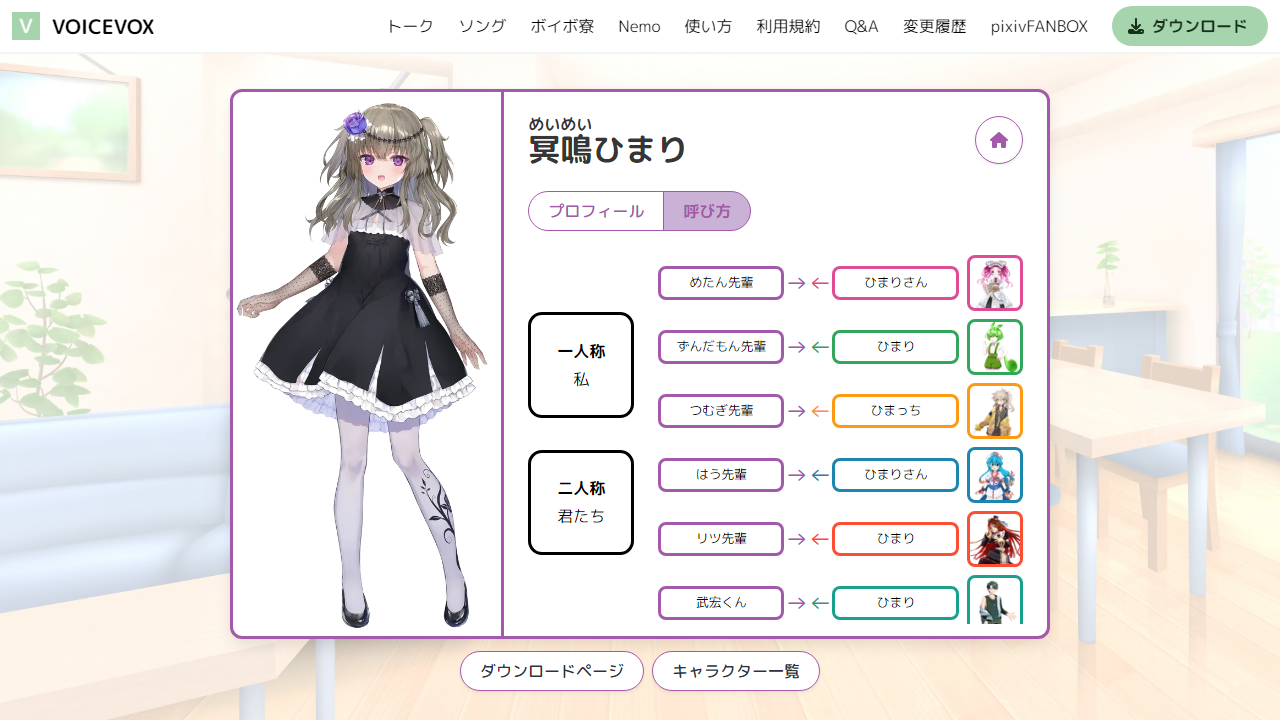 V VOICEVOX トーク ソング ボイボ寮 Nemo 使い方 利用規約 Q&A 変更履歴 pixivFANBOX ダウンロード
めいめい
冥鳴ひまり
プロフィール 呼び方
一人称
私
二人称
君たち
めたん先輩 → ← ひまりさん
ずんだもん先輩 → ← ひまり
つむぎ先輩 → ← ひまっち
はう先輩 → ← ひまりさん
リツ先輩 → ← ひまり
武宏くん → ← ひまり
ダウンロードページ キャラクター一覧